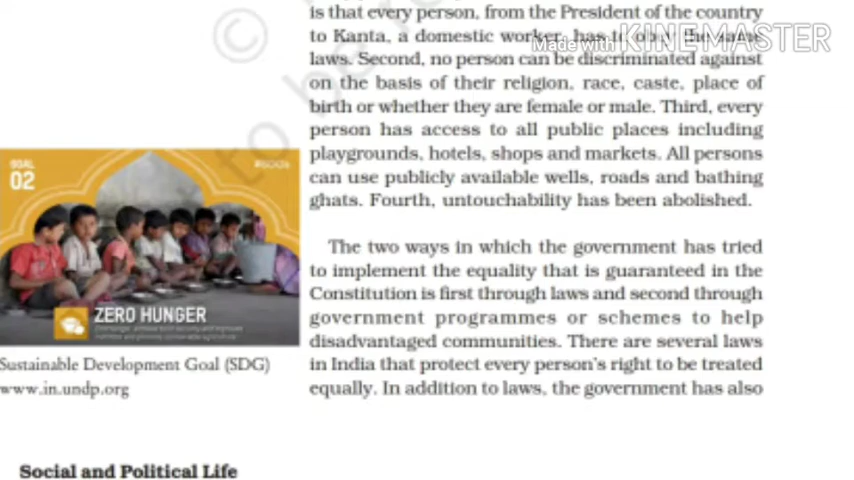 is that every person, from the President of the country
to Kanta, a domestic worker, has to obey the same
Made with KINEMASTER
laws. Second, no person can be discriminated against
on the basis of their religion, race, caste, place of
birth or whether they are female or male. Third, every
person has access to all public places including
playgrounds, hotels, shops and markets. All persons
can use publicly available wells, roads and bathing
ghats. Fourth, untouchability has been abolished.
The two ways in which the government has tried
to implement the equality that is guaranteed in the
Constitution is first through laws and second through
government programmes or schemes to help
disadvantaged communities. There are several laws
in India that protect every person's right to be treated
equally. In addition to laws, the government has also
©
to be re
GOAL
02
ZERO HUNGER
Sustainable Development Goal (SDG)
www.in.undp.org
Social and Political Life